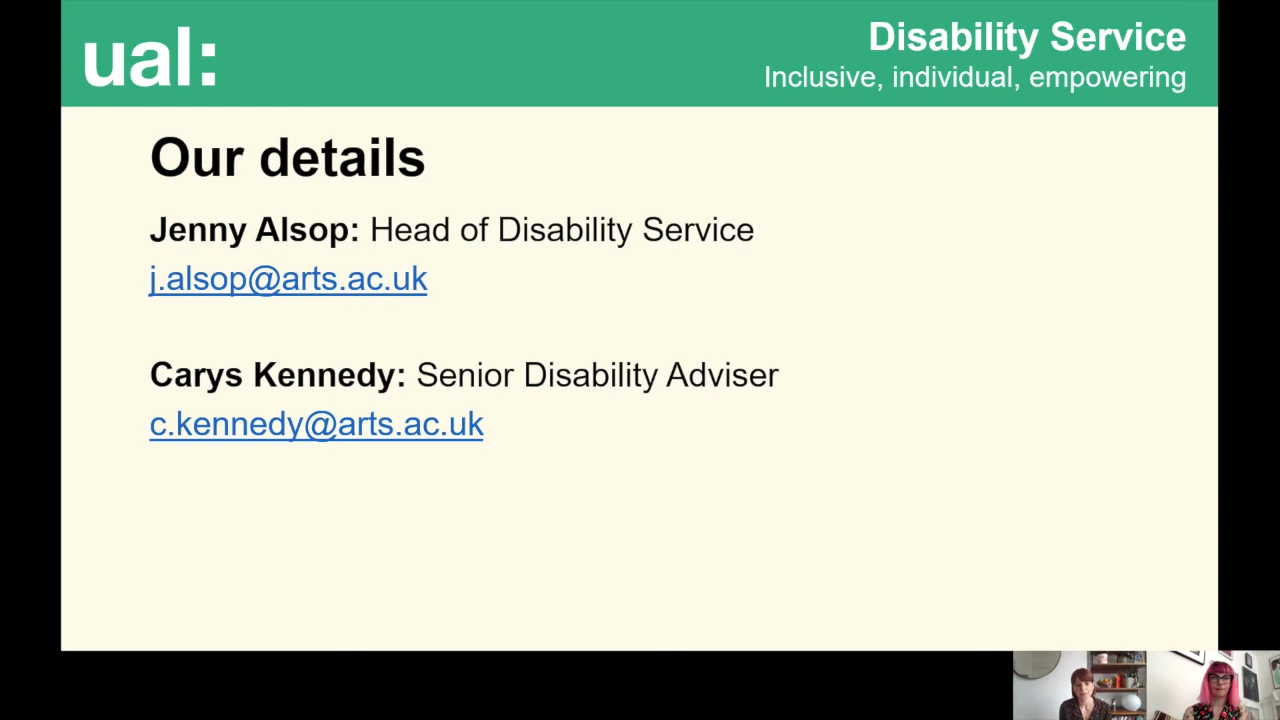 ual:
Disability Service
Inclusive, individual, empowering
Our details
Jenny Alsop: Head of Disability Service
j.alsop@arts.ac.uk
Carys Kennedy: Senior Disability Adviser
c.kennedy@arts.ac.uk